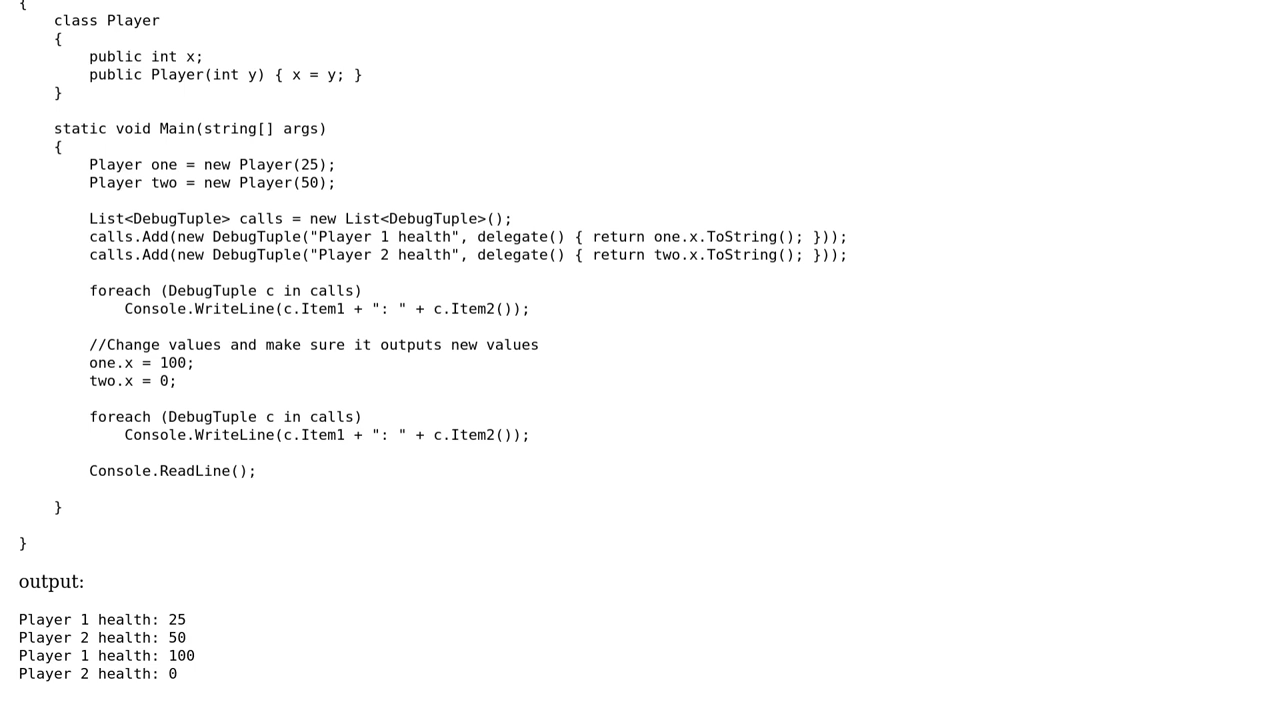 {
    class Player
    {
        public int x;
        public Player(int y) { x = y; }
    }

    static void Main(string[] args)
    {
        Player one = new Player(25);
        Player two = new Player(50);

        List<DebugTuple> calls = new List<DebugTuple>();
        calls.Add(new DebugTuple("Player 1 health", delegate() { return one.x.ToString(); }));
        calls.Add(new DebugTuple("Player 2 health", delegate() { return two.x.ToString(); }));

        foreach (DebugTuple c in calls)
            Console.WriteLine(c.Item1 + ": " + c.Item2());

        //Change values and make sure it outputs new values
        one.x = 100;
        two.x = 0;

        foreach (DebugTuple c in calls)
            Console.WriteLine(c.Item1 + ": " + c.Item2());

        Console.ReadLine();

    }

}
output:
Player 1 health: 25
Player 2 health: 50
Player 1 health: 100
Player 2 health: 0